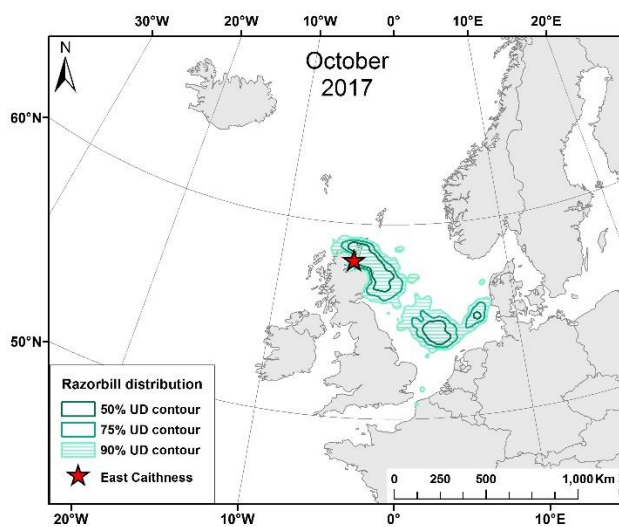 30°W 20°W 10°W 0° 10°E 20°E
N
October
2017
60°N
50°N
Razorbill distribution
50% UD contour
75% UD contour
90% UD contour
East Caithness
0 250 500 1,000 Km
20°W 10°W 0° 10°E